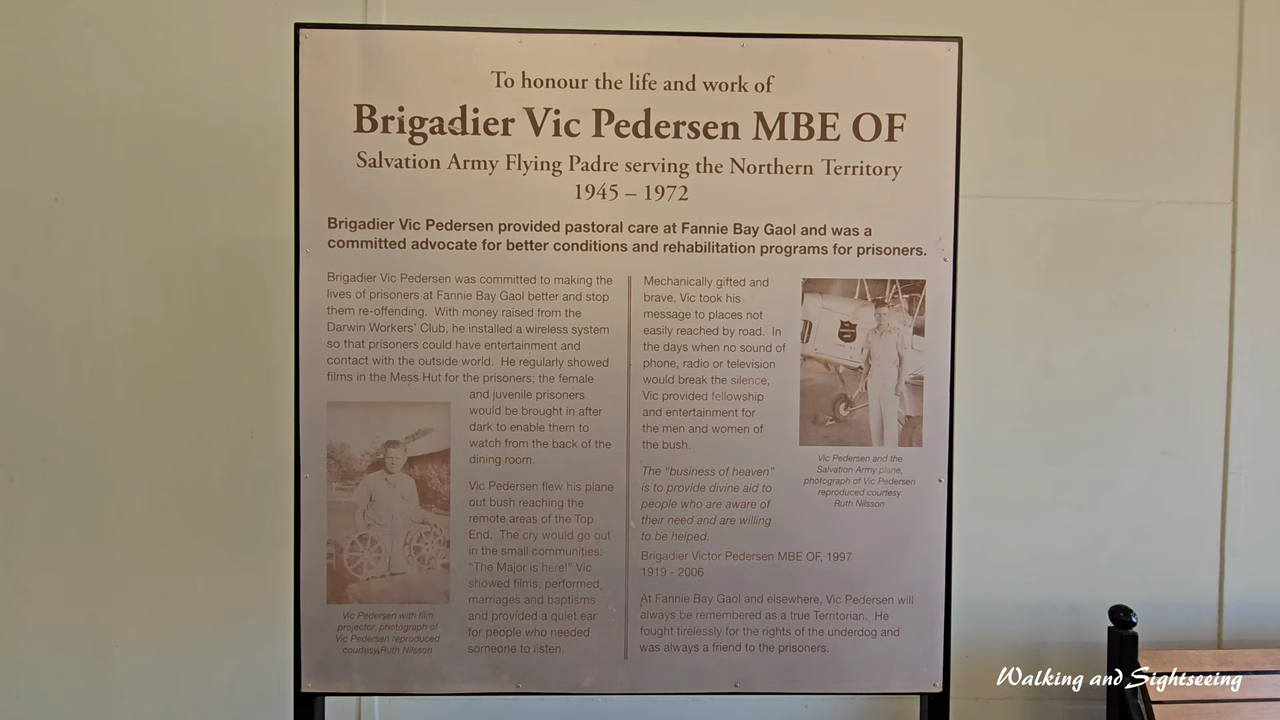 To honour the life and work of
Brigadier Vic Pedersen MBE OF
Salvation Army Flying Padre serving the Northern Territory
1945 – 1972
Brigadier Vic Pedersen provided pastoral care at Fannie Bay Gaol and was a
committed advocate for better conditions and rehabilitation programs for prisoners.
Brigadier Vic Pedersen was committed to making the
lives of prisoners at Fannie Bay Gaol better and stop
them re-offending. With money raised from the
Darwin Workers' Club, he installed a wireless system
so that prisoners could have entertainment and
contact with the outside world. He regularly showed
films in the Mess Hut for the prisoners; the female
and juvenile prisoners
would be brought in after
dark to enable them to
watch from the back of the
dining room.
Vic Pedersen flew his plane
out bush reaching the
remote areas of the Top
End. The cry would go out
in the small communities:
"The Major is here!" Vic
showed films, performed
marriages and baptisms
and provided a quiet ear
for people who needed
someone to listen.
Vic Pedersen with film
projector, photograph of
Vic Pedersen reproduced
courtesy Ruth Nilsson
Mechanically gifted and
brave, Vic took his
message to places not
easily reached by road. In
the days when no sound of
phone, radio or television
would break the silence,
Vic provided fellowship
and entertainment for
the men and women of
the bush.
The "business of heaven"
is to provide divine aid to
people who are aware of
their need and are willing
to be helped.
Brigadier Victor Pedersen MBE OF, 1997
1919 - 2006
At Fannie Bay Gaol and elsewhere, Vic Pedersen will
always be remembered as a true Territorian. He
fought tirelessly for the rights of the underdog and
was always a friend to the prisoners.
Vic Pedersen and the
Salvation Army plane,
photograph of Vic Pedersen
reproduced courtesy
Ruth Nilsson
Walking and Sightseeing